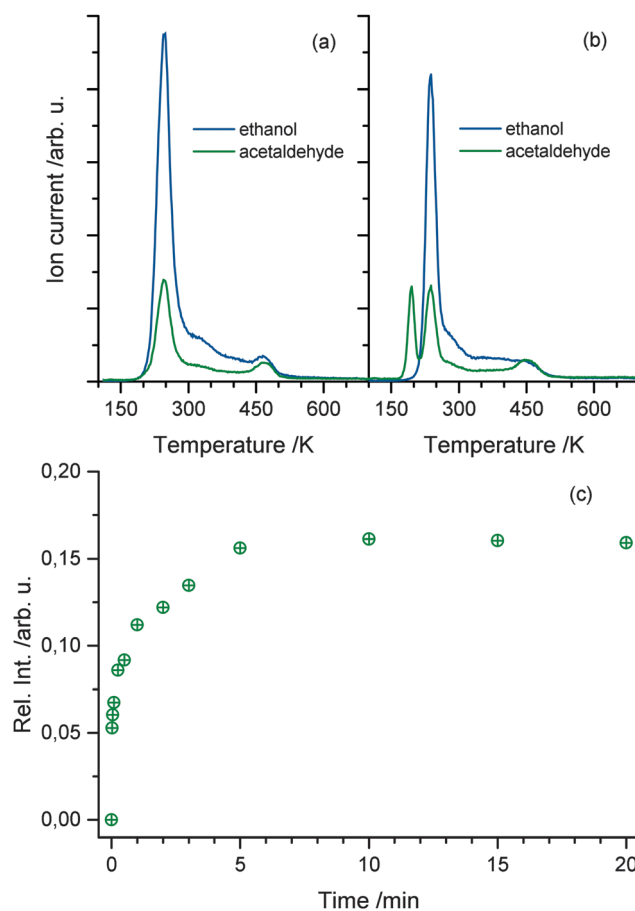 (a)
(b)
ethanol
acetaldehyde
ethanol
acetaldehyde
Ion current /arb. u.
150 300 450 600 150 300 450 600
Temperature /K
Temperature /K
(c)
0,20
0,15
0,10
0,05
0,00
Rel. Int. /arb. u.
0 5 10 15 20
Time /min